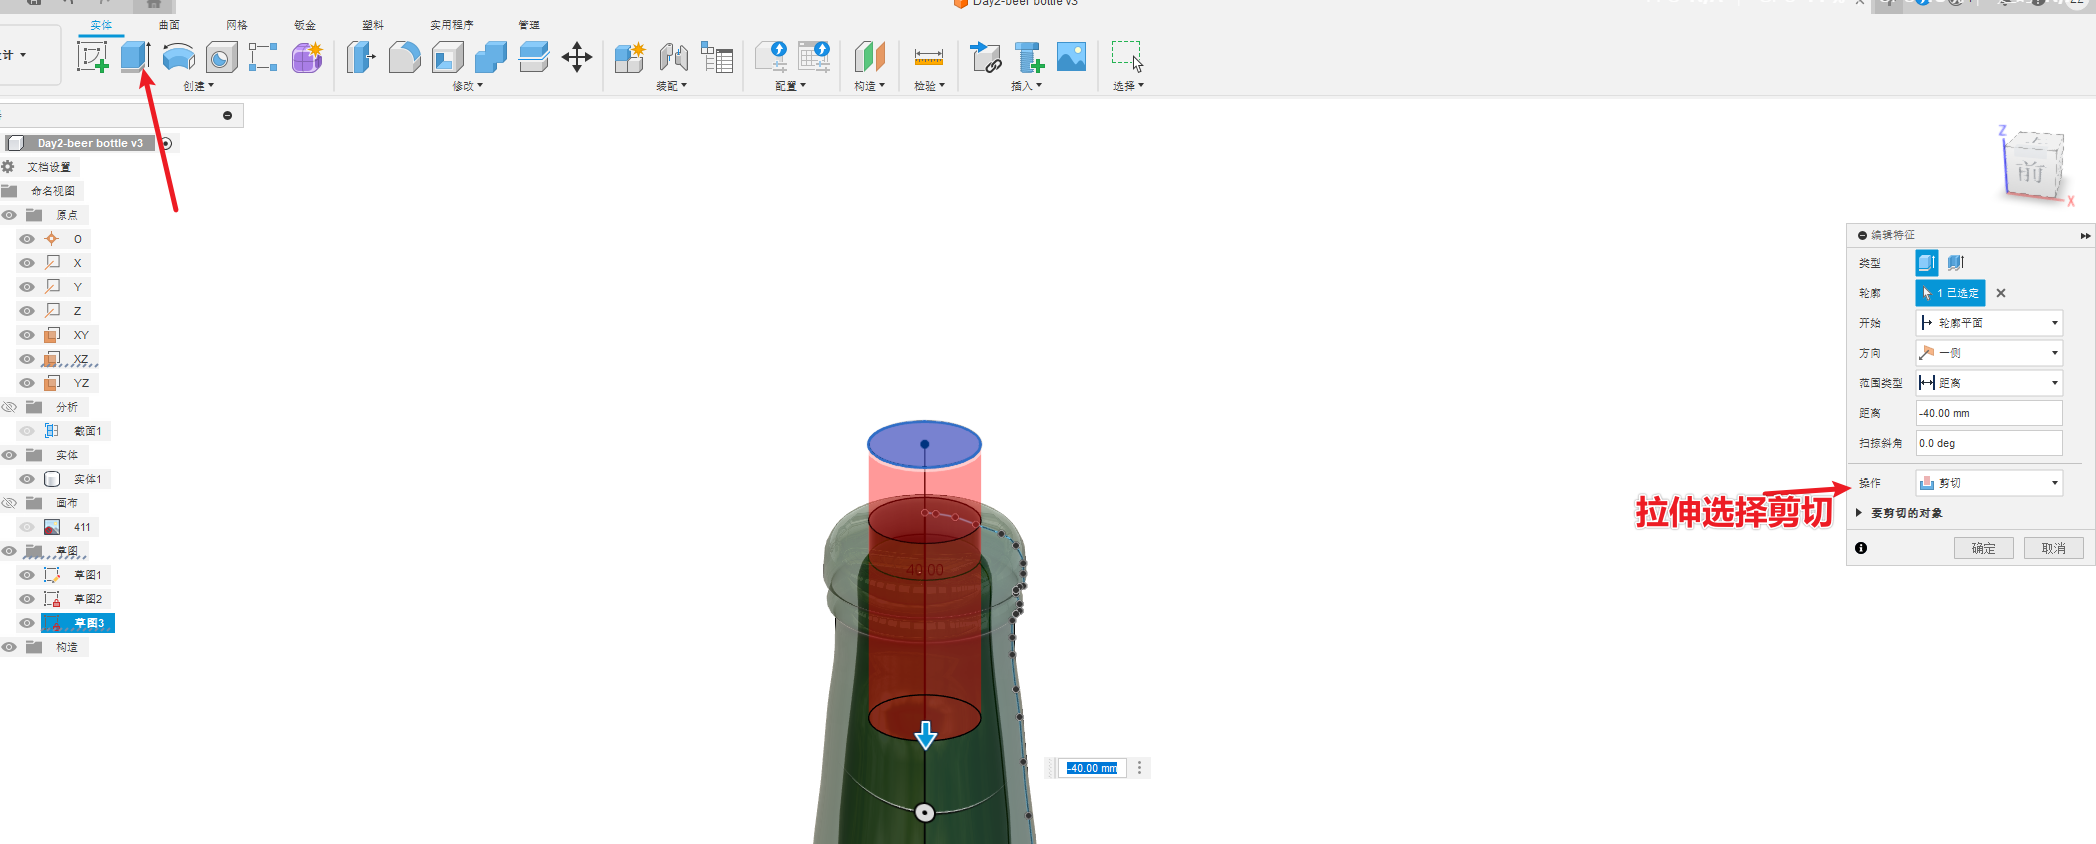 Day2-beer bottle v3
实体 曲面 网格 钣金 塑料 实用程序 管理
计
创建 修改 装配 配置 构造 检验 插入 选择
Day2-beer bottle v3
文档设置
命名视图
原点
O
X
Y
Z
XY
XZ
YZ
分析
截面1
实体
实体1
画布
411
草图
草图1
草图2
草图3
构造
Z
前
X
40.00
-40.00 mm
拉伸选择剪切
编辑特征
类型
轮廓 1 已选定
开始 轮廓平面
方向 一侧
范围类型 距离
距离 -40.00 mm
扫掠斜角 0.0 deg
操作 剪切
要剪切的对象
确定 取消